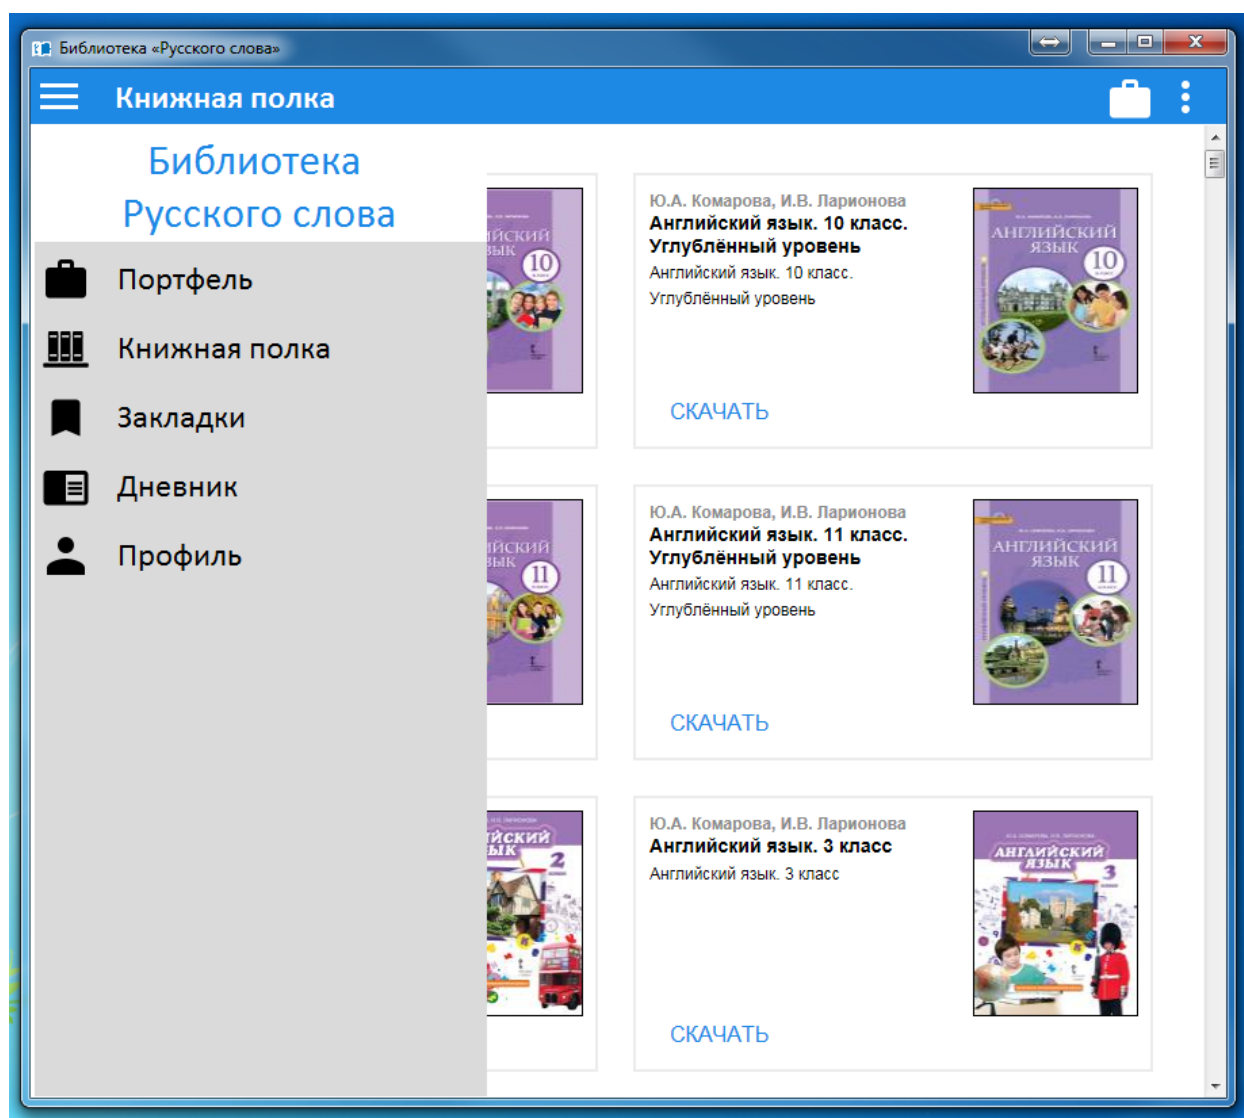 Библиотека «Русского слова»
Книжная полка
Библиотека
Русского слова
Портфель
Книжная полка
Закладки
Дневник
Профиль
10
Ю.А. Комарова, И.В. Ларионова
Английский язык. 10 класс.
Углублённый уровень
Английский язык. 10 класс.
Углублённый уровень
СКАЧАТЬ
АНГЛИЙСКИЙ
ЯЗЫК
10
11
Ю.А. Комарова, И.В. Ларионова
Английский язык. 11 класс.
Углублённый уровень
Английский язык. 11 класс.
Углублённый уровень
СКАЧАТЬ
АНГЛИЙСКИЙ
ЯЗЫК
11
2
Ю.А. Комарова, И.В. Ларионова
Английский язык. 3 класс
Английский язык. 3 класс
СКАЧАТЬ
АНГЛИЙСКИЙ
ЯЗЫК
3